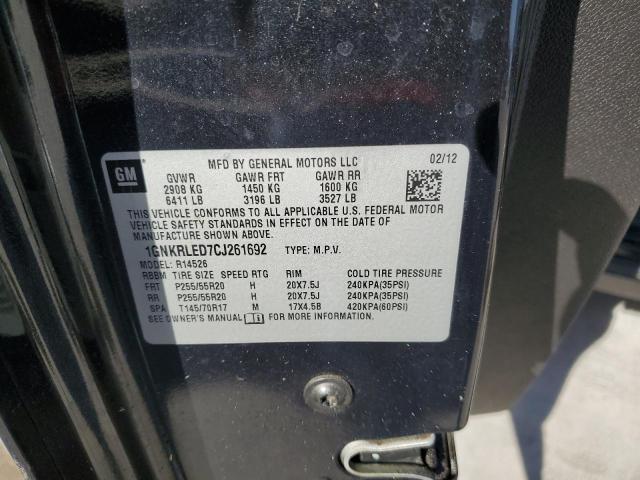 GM
MFD BY GENERAL MOTORS LLC 02/12
GVWR GAWR FRT GAWR RR
2908 KG 1450 KG 1600 KG
6411 LB 3196 LB 3527 LB
THIS VEHICLE CONFORMS TO ALL APPLICABLE U.S. FEDERAL MOTOR
VEHICLE SAFETY STANDARDS IN EFFECT ON THE DATE OF
MANUFACTURE SHOWN ABOVE.
1GNKRLED7CJ261692 TYPE: M.P.V.
MODEL: R14526
RBBM TIRE SIZE SPEED RTG RIM COLD TIRE PRESSURE
FRT P255/55R20 H 20X7.5J 240KPA(35PSI)
RR P255/55R20 H 20X7.5J 240KPA(35PSI)
SPA T145/70R17 M 17X4.5B 420KPA(60PSI)
SEE OWNER'S MANUAL FOR MORE INFORMATION.